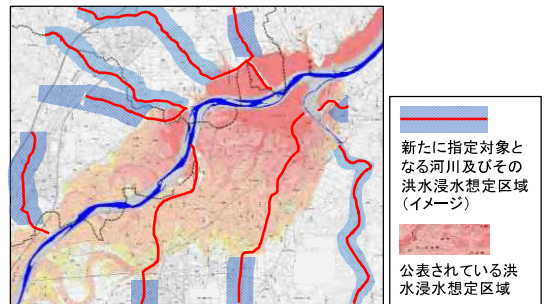 新たに指定対象と
なる河川及びその
洪水浸水想定区域
(イメージ)
公表されている洪
水浸水想定区域